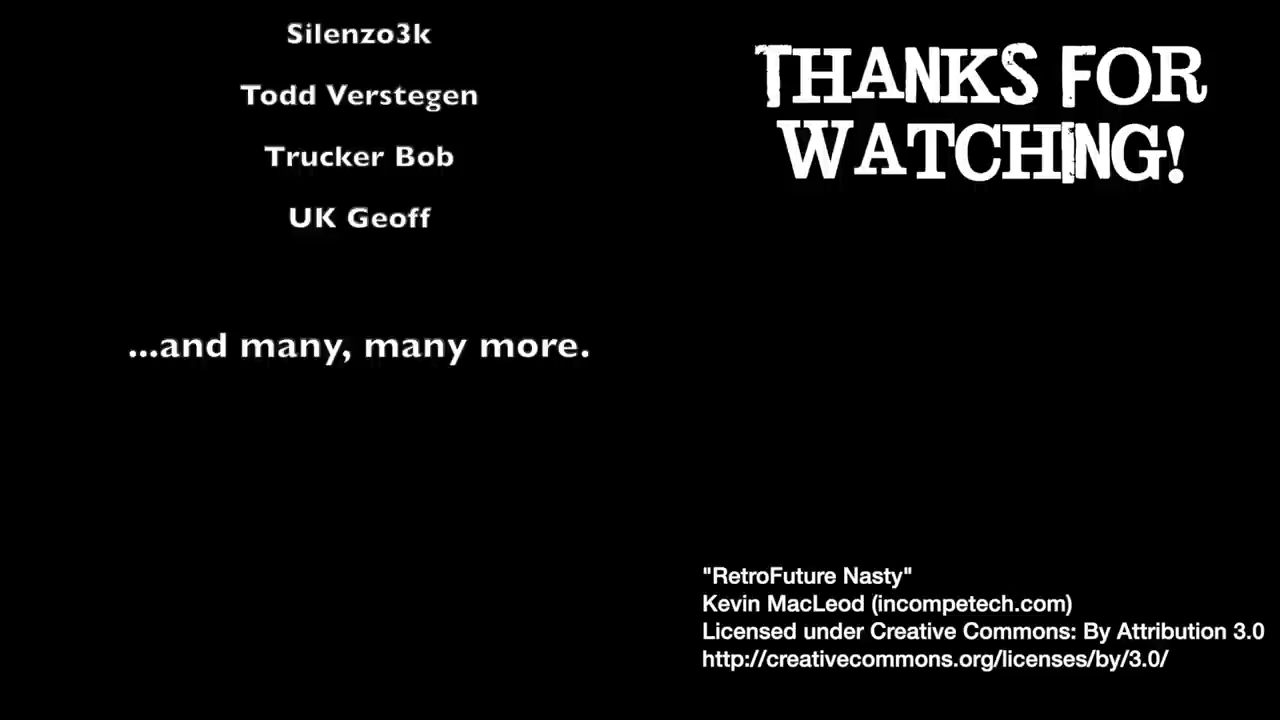 Silenzo3k
Todd Verstegen
Trucker Bob
UK Geoff
...and many, many more.
THANKS FOR
WATCHING!
"RetroFuture Nasty"
Kevin MacLeod (incompetech.com)
Licensed under Creative Commons: By Attribution 3.0
http://creativecommons.org/licenses/by/3.0/